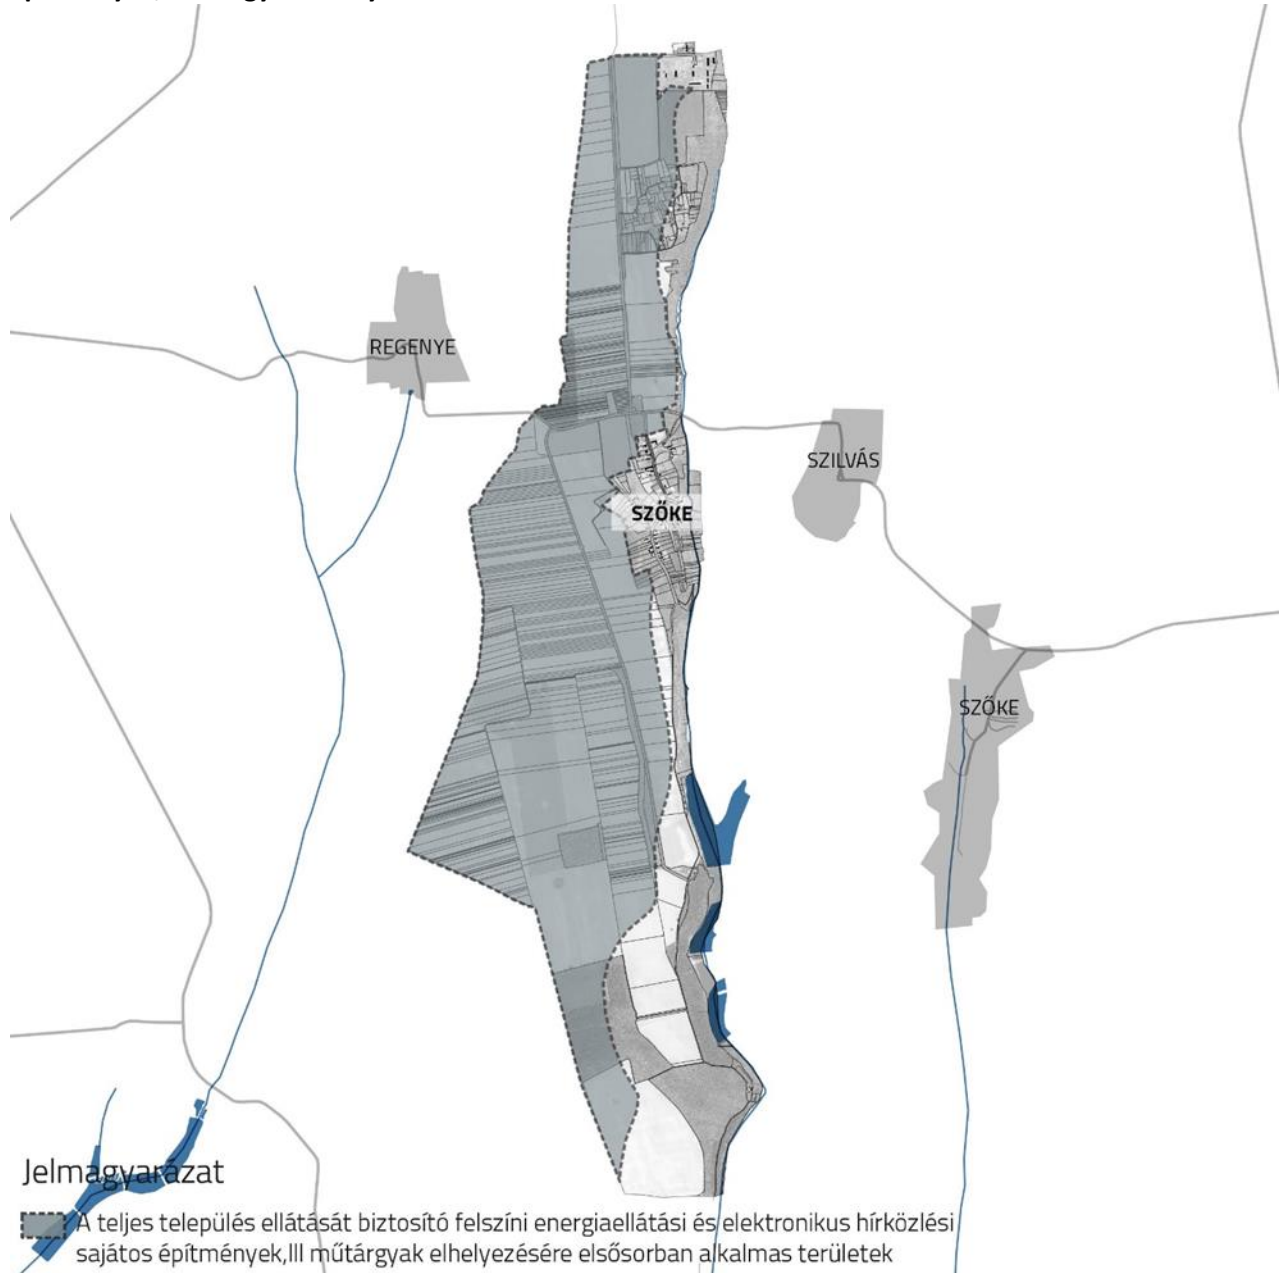 REGENYE
SZILVÁS
SZŐKE
SZŐKE
Jelmagyarázat
A teljes település ellátását biztosító felszíni energiaellátási és elektronikus hírközlési
sajátos építmények,III műtárgyak elhelyezésére elsősorban alkalmas területek